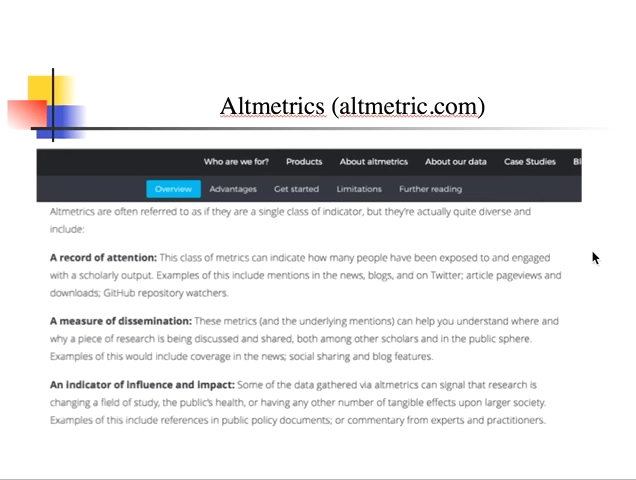 Altmetrics (altmetric.com)
Who are we for? Products About altmetrics About our data Case Studies Bl
Overview Advantages Get started Limitations Further reading
Altmetrics are often referred to as if they are a single class of indicator, but they're actually quite diverse and
include:
A record of attention: This class of metrics can indicate how many people have been exposed to and engaged
with a scholarly output. Examples of this include mentions in the news, blogs, and on Twitter; article pageviews and
downloads; GitHub repository watchers.
A measure of dissemination: These metrics (and the underlying mentions) can help you understand where and
why a piece of research is being discussed and shared, both among other scholars and in the public sphere.
Examples of this would include coverage in the news; social sharing and blog features.
An indicator of influence and impact: Some of the data gathered via altmetrics can signal that research is
changing a field of study, the public's health, or having any other number of tangible effects upon larger society.
Examples of this include references in public policy documents; or commentary from experts and practitioners.